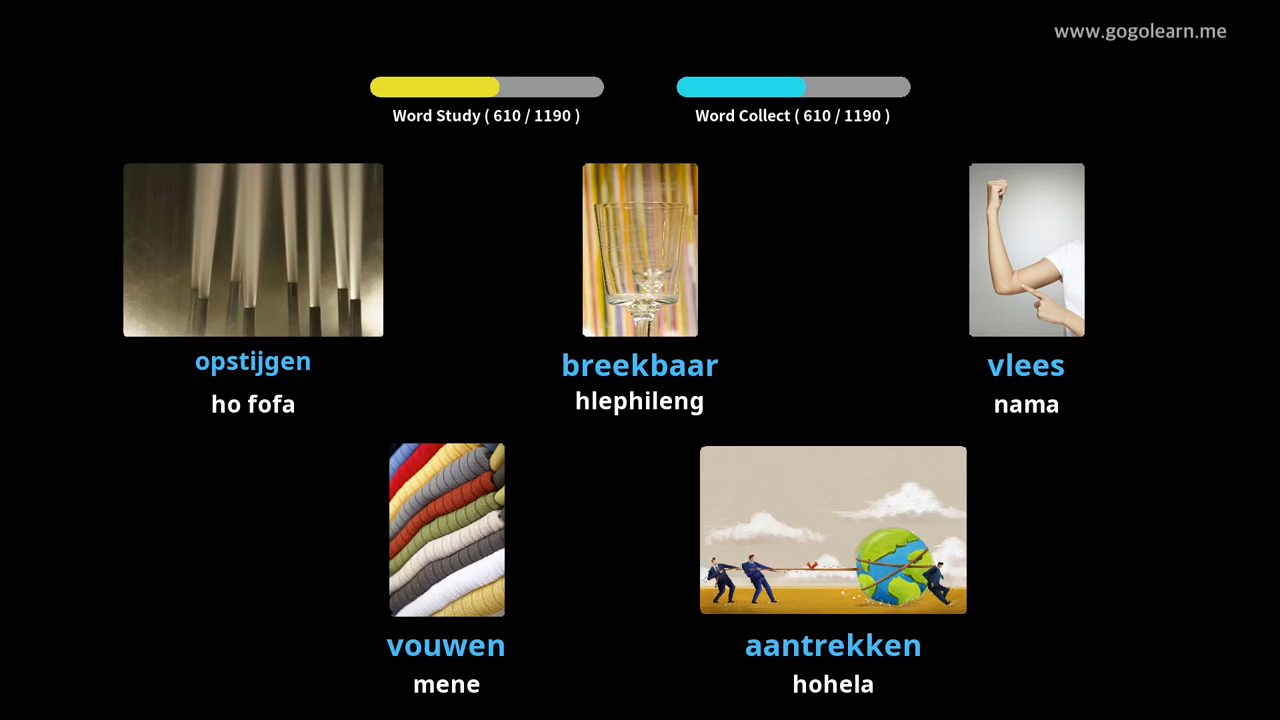 www.gogolearn.me
Word Study ( 610 / 1190 )
Word Collect ( 610 / 1190 )
opstijgen
ho fofa
breekbaar
hlephileng
vlees
nama
vouwen
mene
aantrekken
hohela